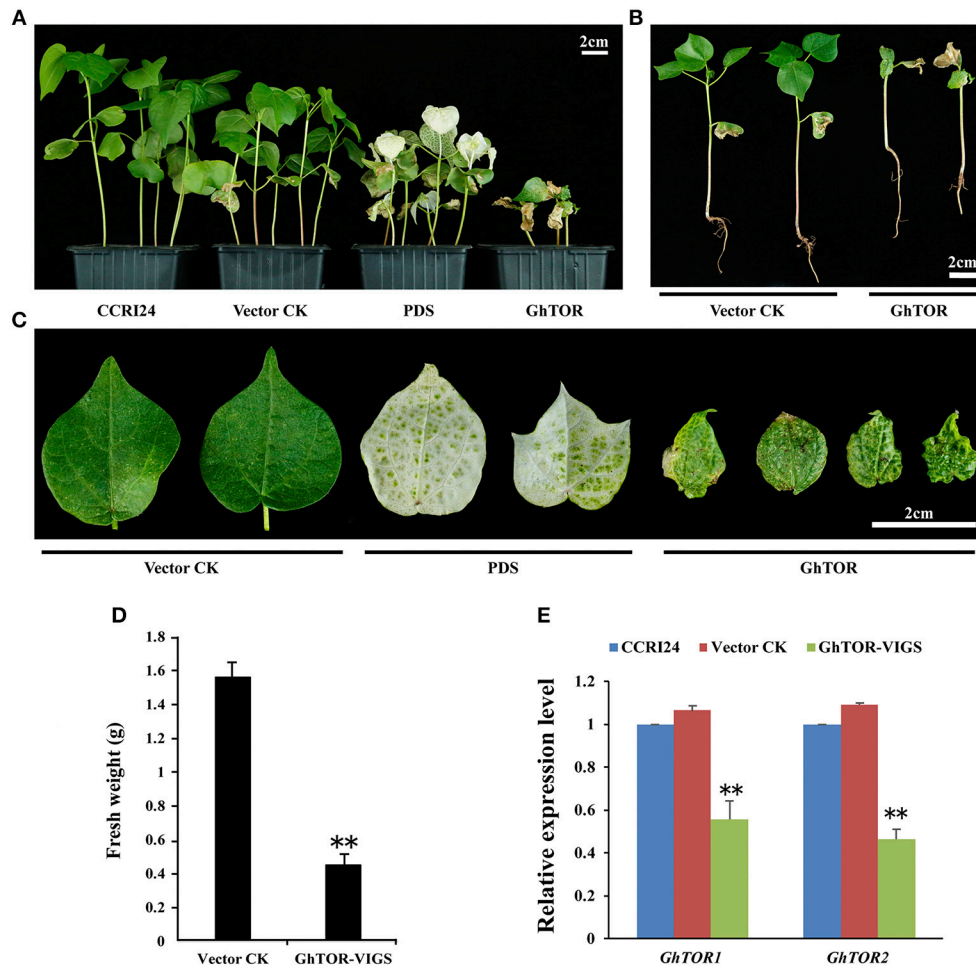 A
2cm
CCRI24 Vector CK PDS GhTOR
B
2cm
Vector CK GhTOR
C
2cm
Vector CK PDS GhTOR
D
Fresh weight (g)
1.8
1.6
1.4
1.2
1
0.8
0.6
0.4
0.2
0
**
Vector CK GhTOR-VIGS
E
CCRI24 Vector CK GhTOR-VIGS
Relative expression level
1.2
1
0.8
0.6
0.4
0.2
0
**
**
GhTOR1 GhTOR2